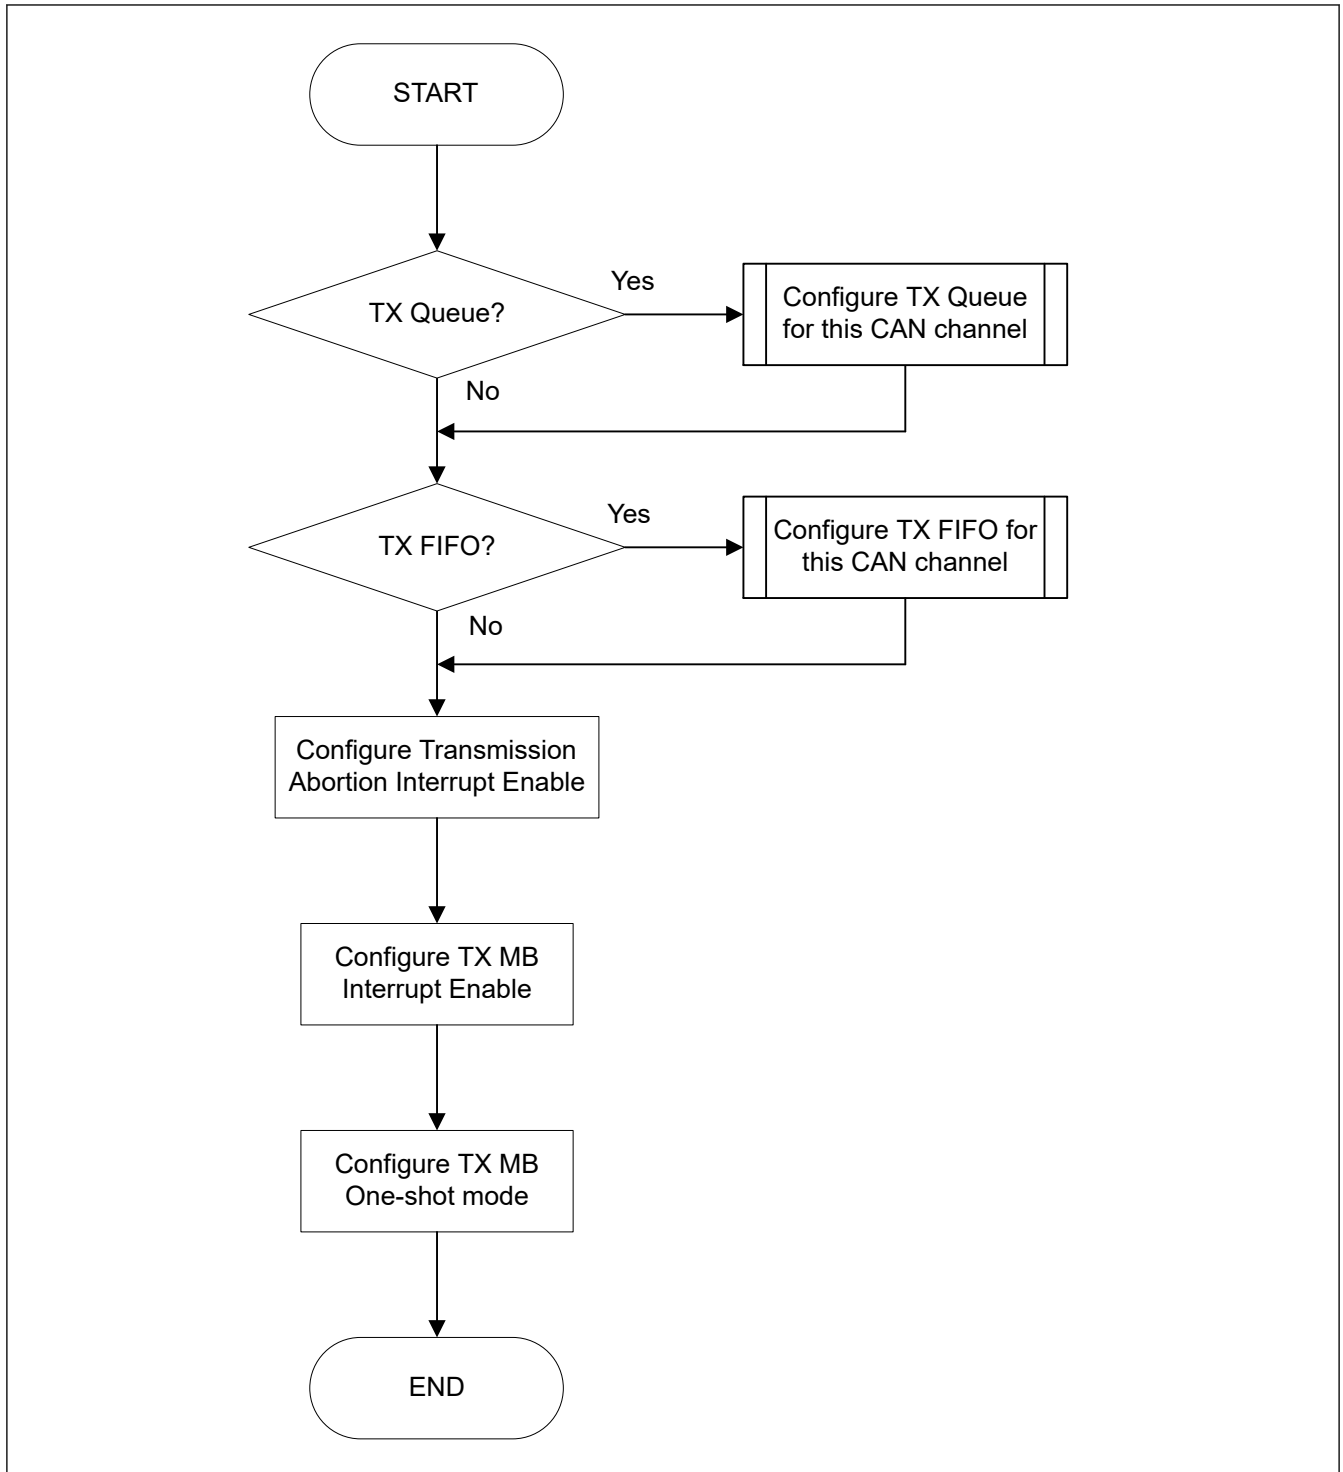 START
TX Queue?
Yes
Configure TX Queue
for this CAN channel
No
TX FIFO?
Yes
Configure TX FIFO for
this CAN channel
No
Configure Transmission
Abortion Interrupt Enable
Configure TX MB
Interrupt Enable
Configure TX MB
One-shot mode
END